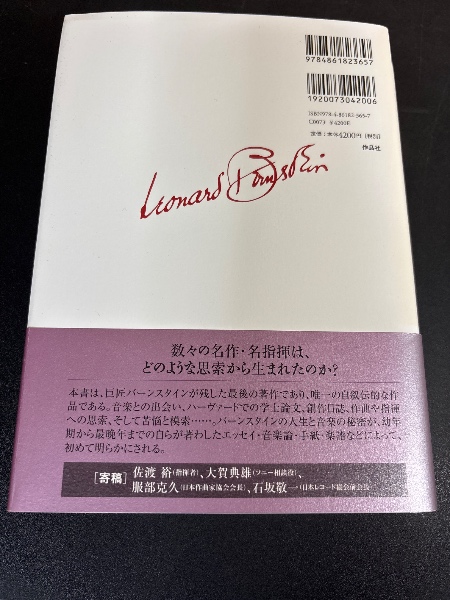 9784861823657
1920073042006
ISBN978-4-86182-365-7
C0073 ¥4200E
定価:本体4200円(税別)
作品社
Leonard Bernstein
数々の名作・名指揮は、
どのような思索から生まれたのか?
本書は、巨匠バーンスタインが残した最後の著作であり、唯一の自叙伝的な作
品である。音楽との出会い、ハーヴァードでの学士論文、創作日誌、作曲や指揮
への思索、そして苦悩と模索……。バーンスタインの人生と音楽の秘密が、幼年
期から最晩年までの自らが著わしたエッセイ・音楽論・手紙・楽譜などによって、
初めて明らかにされる。
[寄稿] 佐渡 裕(指揮者)、大賀典雄(ソニー相談役)、
服部克久(日本作曲家協会会長)、石坂敬一(日本レコード協会前会長)